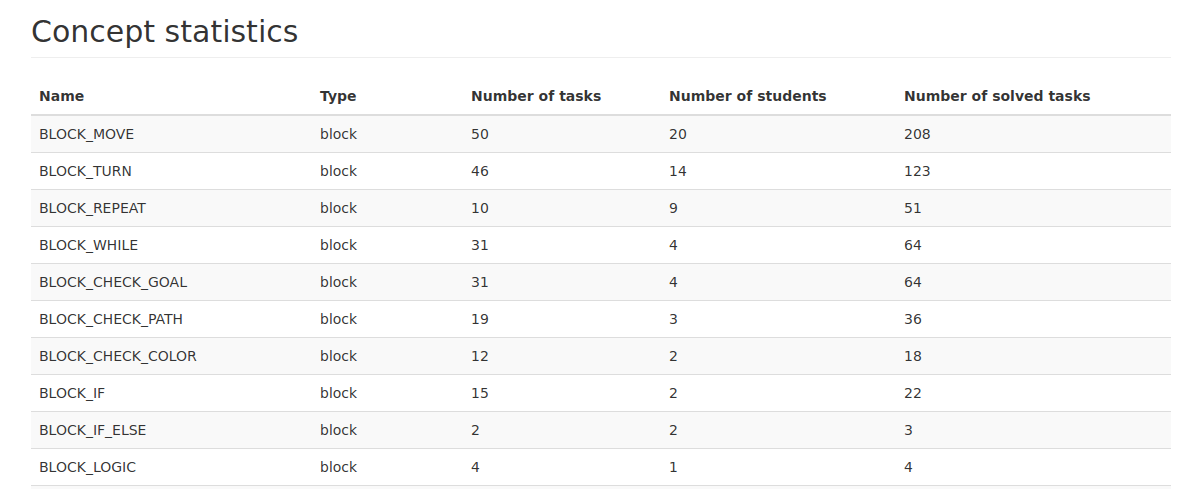 Concept statistics
Name Type Number of tasks Number of students Number of solved tasks
BLOCK_MOVE block 50 20 208
BLOCK_TURN block 46 14 123
BLOCK_REPEAT block 10 9 51
BLOCK_WHILE block 31 4 64
BLOCK_CHECK_GOAL block 31 4 64
BLOCK_CHECK_PATH block 19 3 36
BLOCK_CHECK_COLOR block 12 2 18
BLOCK_IF block 15 2 22
BLOCK_IF_ELSE block 2 2 3
BLOCK_LOGIC block 4 1 4